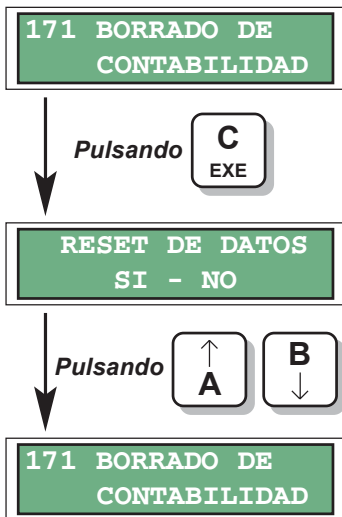 171 BORRADO DE
CONTABILIDAD
Pulsando
C
EXE
RESET DE DATOS
SI - NO
Pulsando
↑
A
B
↓
171 BORRADO DE
CONTABILIDAD